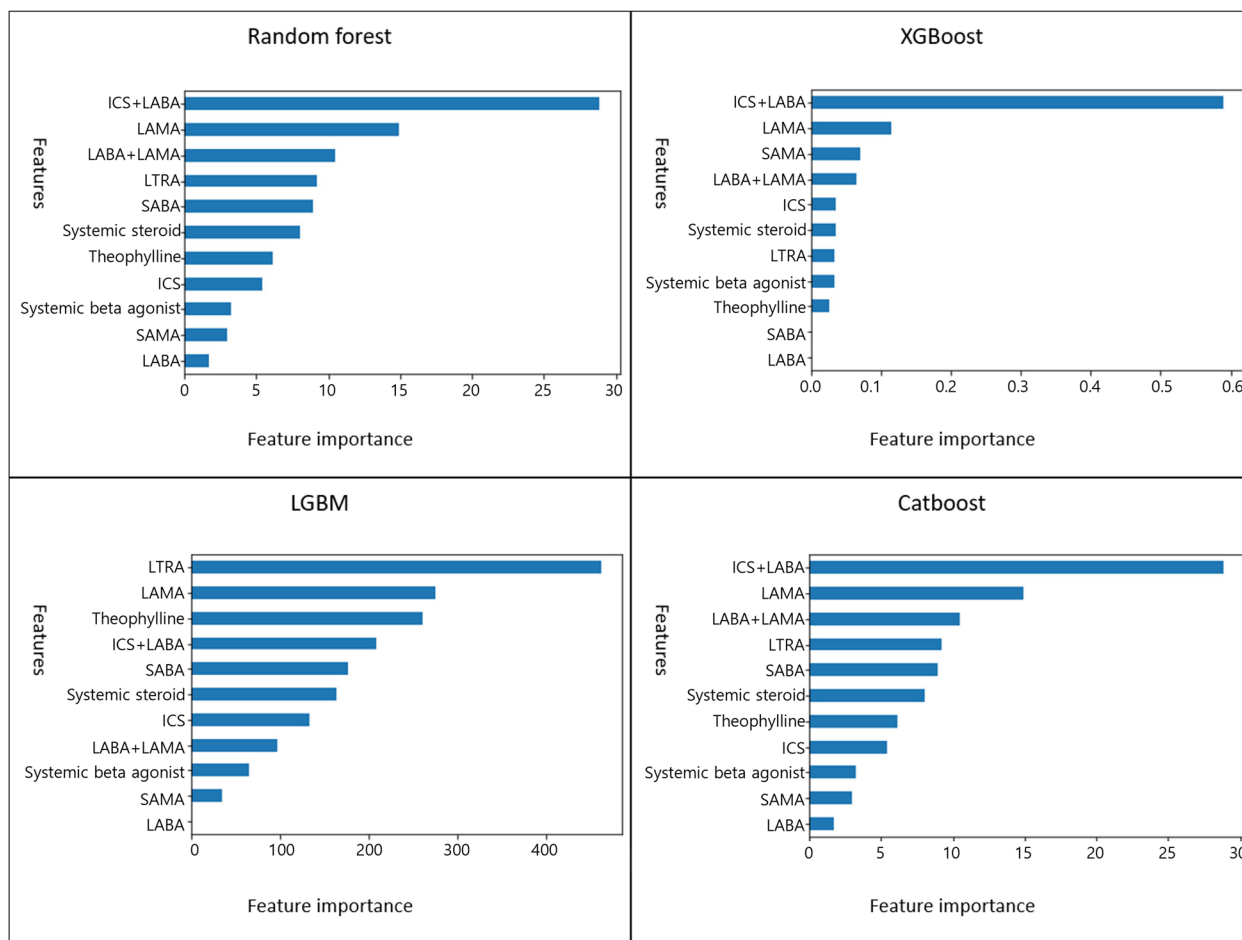 Random forest
Features
ICS+LABA
LAMA
LABA+LAMA
LTRA
SABA
Systemic steroid
Theophylline
ICS
Systemic beta agonist
SAMA
LABA
0 5 10 15 20 25 30
Feature importance
XGBoost
Features
ICS+LABA
LAMA
SAMA
LABA+LAMA
ICS
Systemic steroid
LTRA
Systemic beta agonist
Theophylline
SABA
LABA
0.0 0.1 0.2 0.3 0.4 0.5 0.6
Feature importance
LGBM
Features
LTRA
LAMA
Theophylline
ICS+LABA
SABA
Systemic steroid
ICS
LABA+LAMA
Systemic beta agonist
SAMA
LABA
0 100 200 300 400
Feature importance
Catboost
Features
ICS+LABA
LAMA
LABA+LAMA
LTRA
SABA
Systemic steroid
Theophylline
ICS
Systemic beta agonist
SAMA
LABA
0 5 10 15 20 25 30
Feature importance